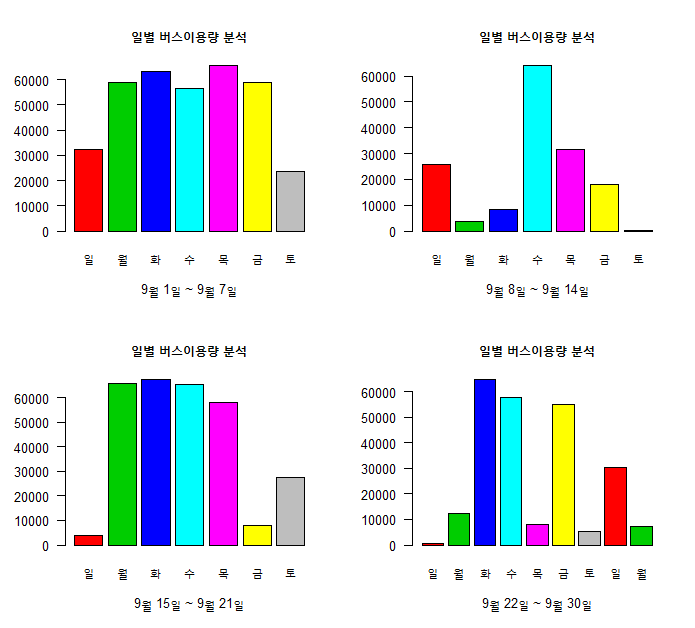 일별 버스이용량 분석
60000
50000
40000
30000
20000
10000
0
일 월 화 수 목 금 토
9월 1일 ~ 9월 7일
일별 버스이용량 분석
60000
50000
40000
30000
20000
10000
0
일 월 화 수 목 금 토
9월 8일 ~ 9월 14일
일별 버스이용량 분석
60000
50000
40000
30000
20000
10000
0
일 월 화 수 목 금 토
9월 15일 ~ 9월 21일
일별 버스이용량 분석
60000
50000
40000
30000
20000
10000
0
일 월 화 수 목 금 토 일 월
9월 22일 ~ 9월 30일